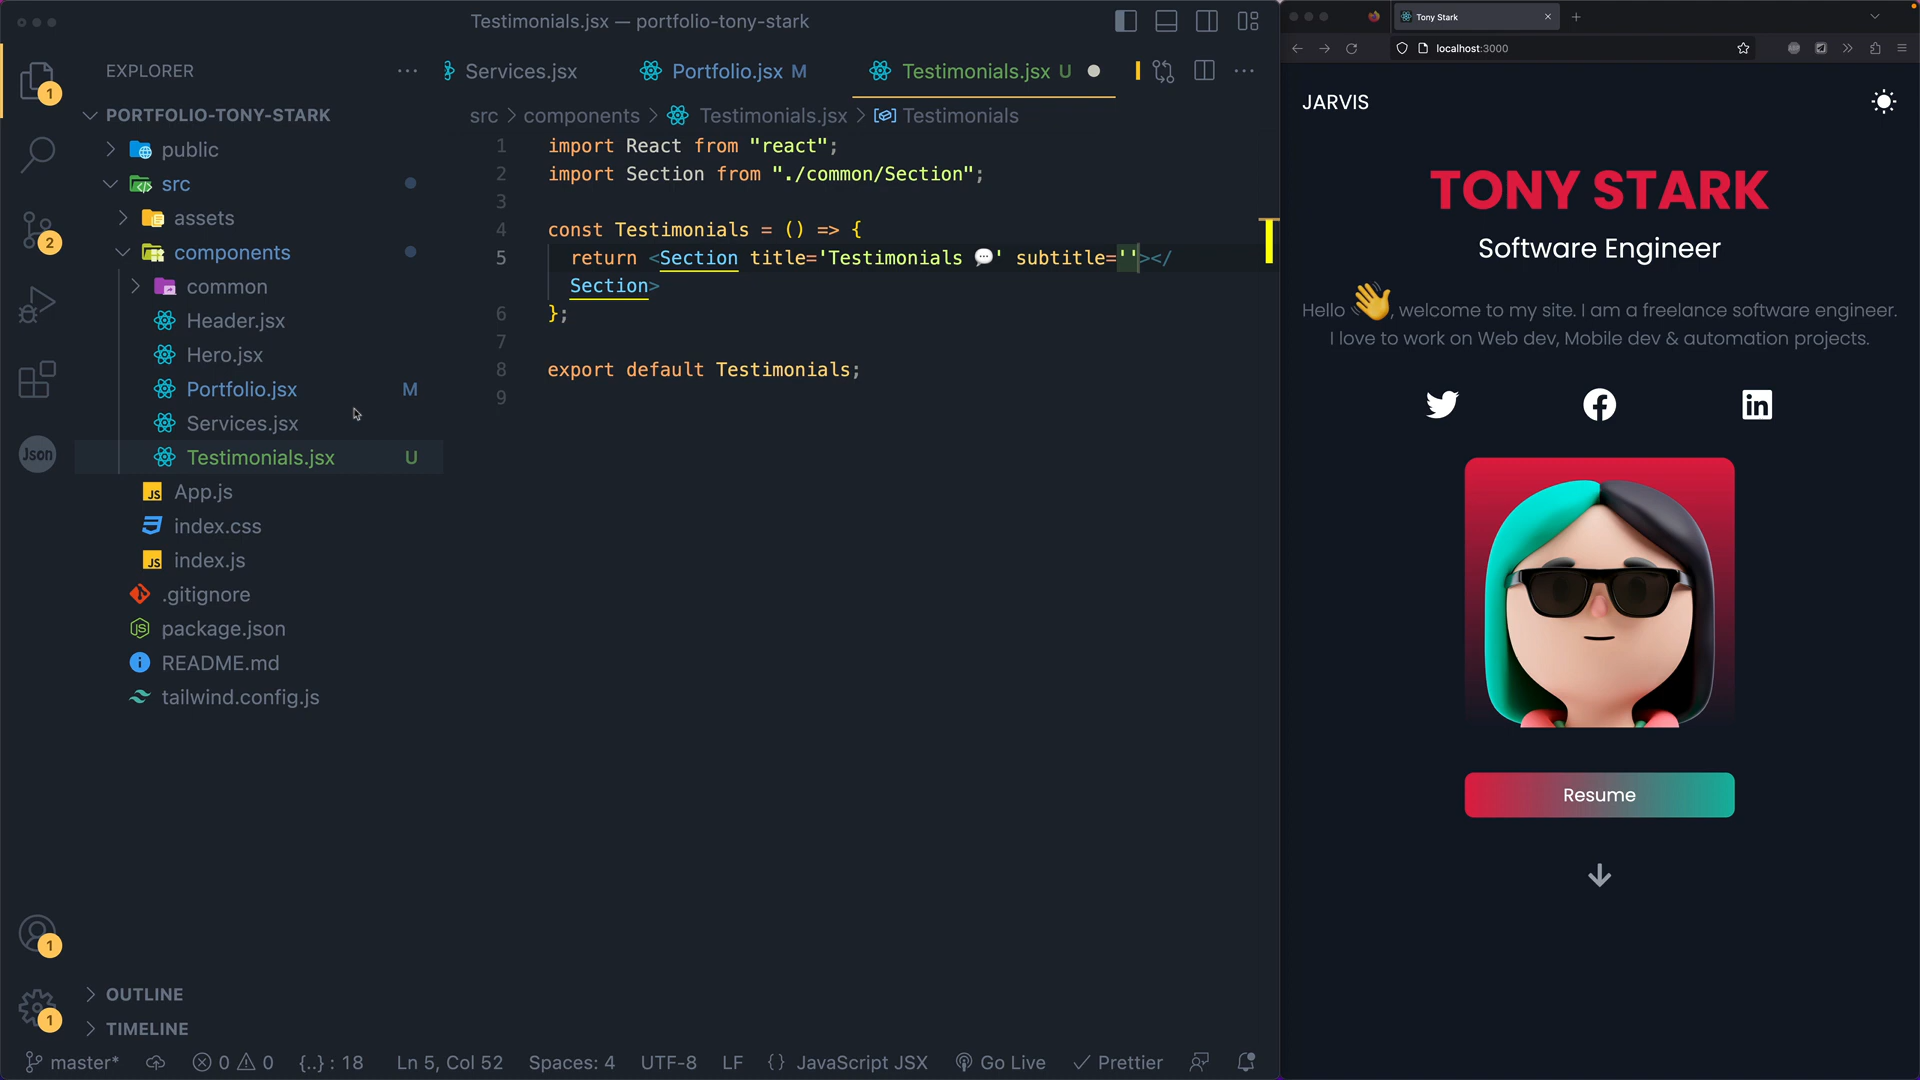 Testimonials.jsx — portfolio-tony-stark
EXPLORER
PORTFOLIO-TONY-STARK
public
src
assets
components
common
Header.jsx
Hero.jsx
Portfolio.jsx M
Services.jsx
Testimonials.jsx U
App.js
index.css
index.js
.gitignore
package.json
README.md
tailwind.config.js
OUTLINE
TIMELINE
1
2
Json
1
1
Services.jsx Portfolio.jsx M Testimonials.jsx U
src > components > Testimonials.jsx > Testimonials
1 import React from "react";
2 import Section from "./common/Section";
3
4 const Testimonials = () => {
5 return <Section title='Testimonials 💬' subtitle=''></
Section>
6 };
7
8 export default Testimonials;
9
master* 0 0 {..} : 18 Ln 5, Col 52 Spaces: 4 UTF-8 LF {} JavaScript JSX Go Live Prettier
Tony Stark
localhost:3000
JARVIS
TONY STARK
Software Engineer
Hello 👋, welcome to my site. I am a freelance software engineer.
I love to work on Web dev, Mobile dev & automation projects.
Resume